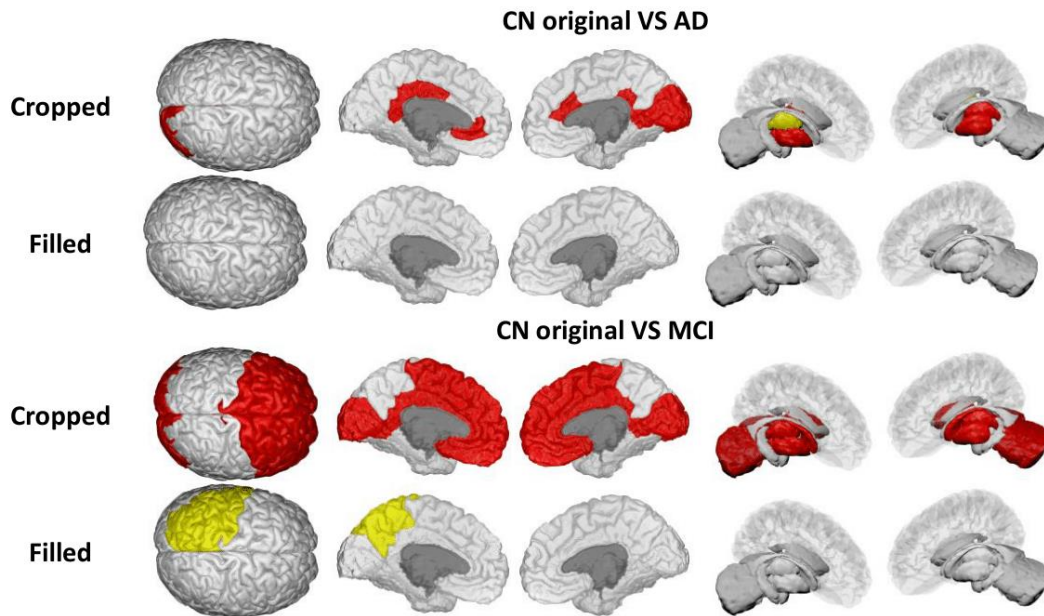 CN original VS AD
Cropped
Filled
CN original VS MCI
Cropped
Filled